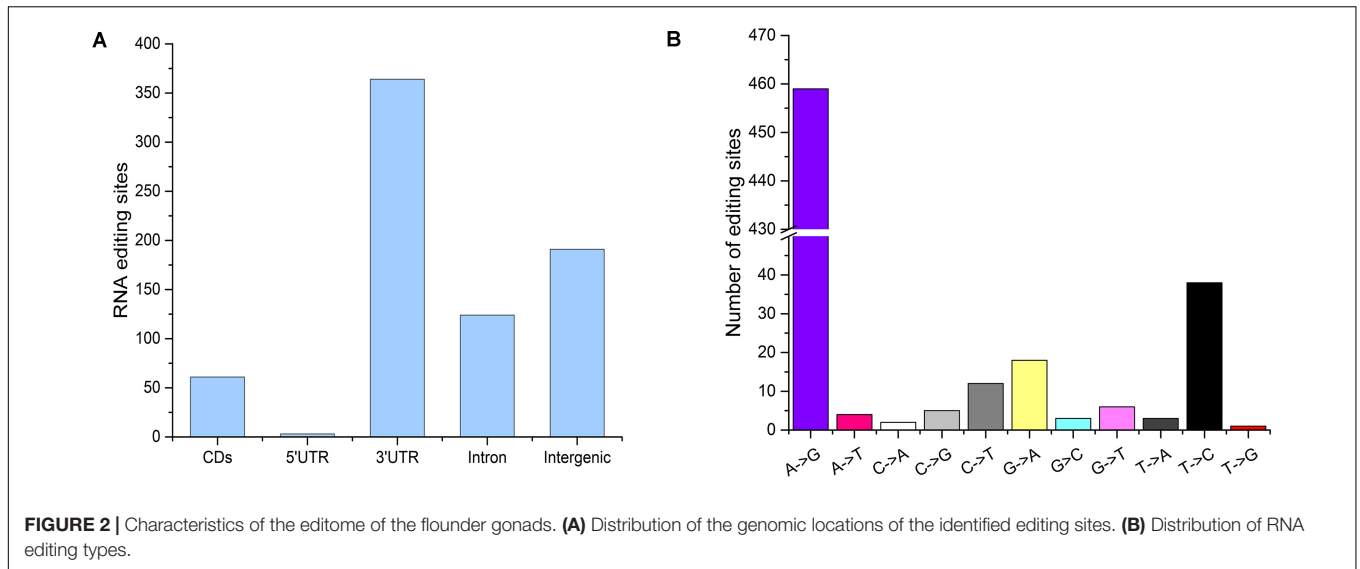 A
RNA editing sites
400
350
300
250
200
150
100
50
0
CDs
5'UTR
3'UTR
Intron
Intergenic
B
Number of editing sites
470
460
450
440
430
40
30
20
10
0
A->G
A->T
C->A
C->G
C->T
G->A
G>C
G->T
T->A
T->C
T->G
FIGURE 2 | Characteristics of the editome of the flounder gonads. (A) Distribution of the genomic locations of the identified editing sites. (B) Distribution of RNA
editing types.